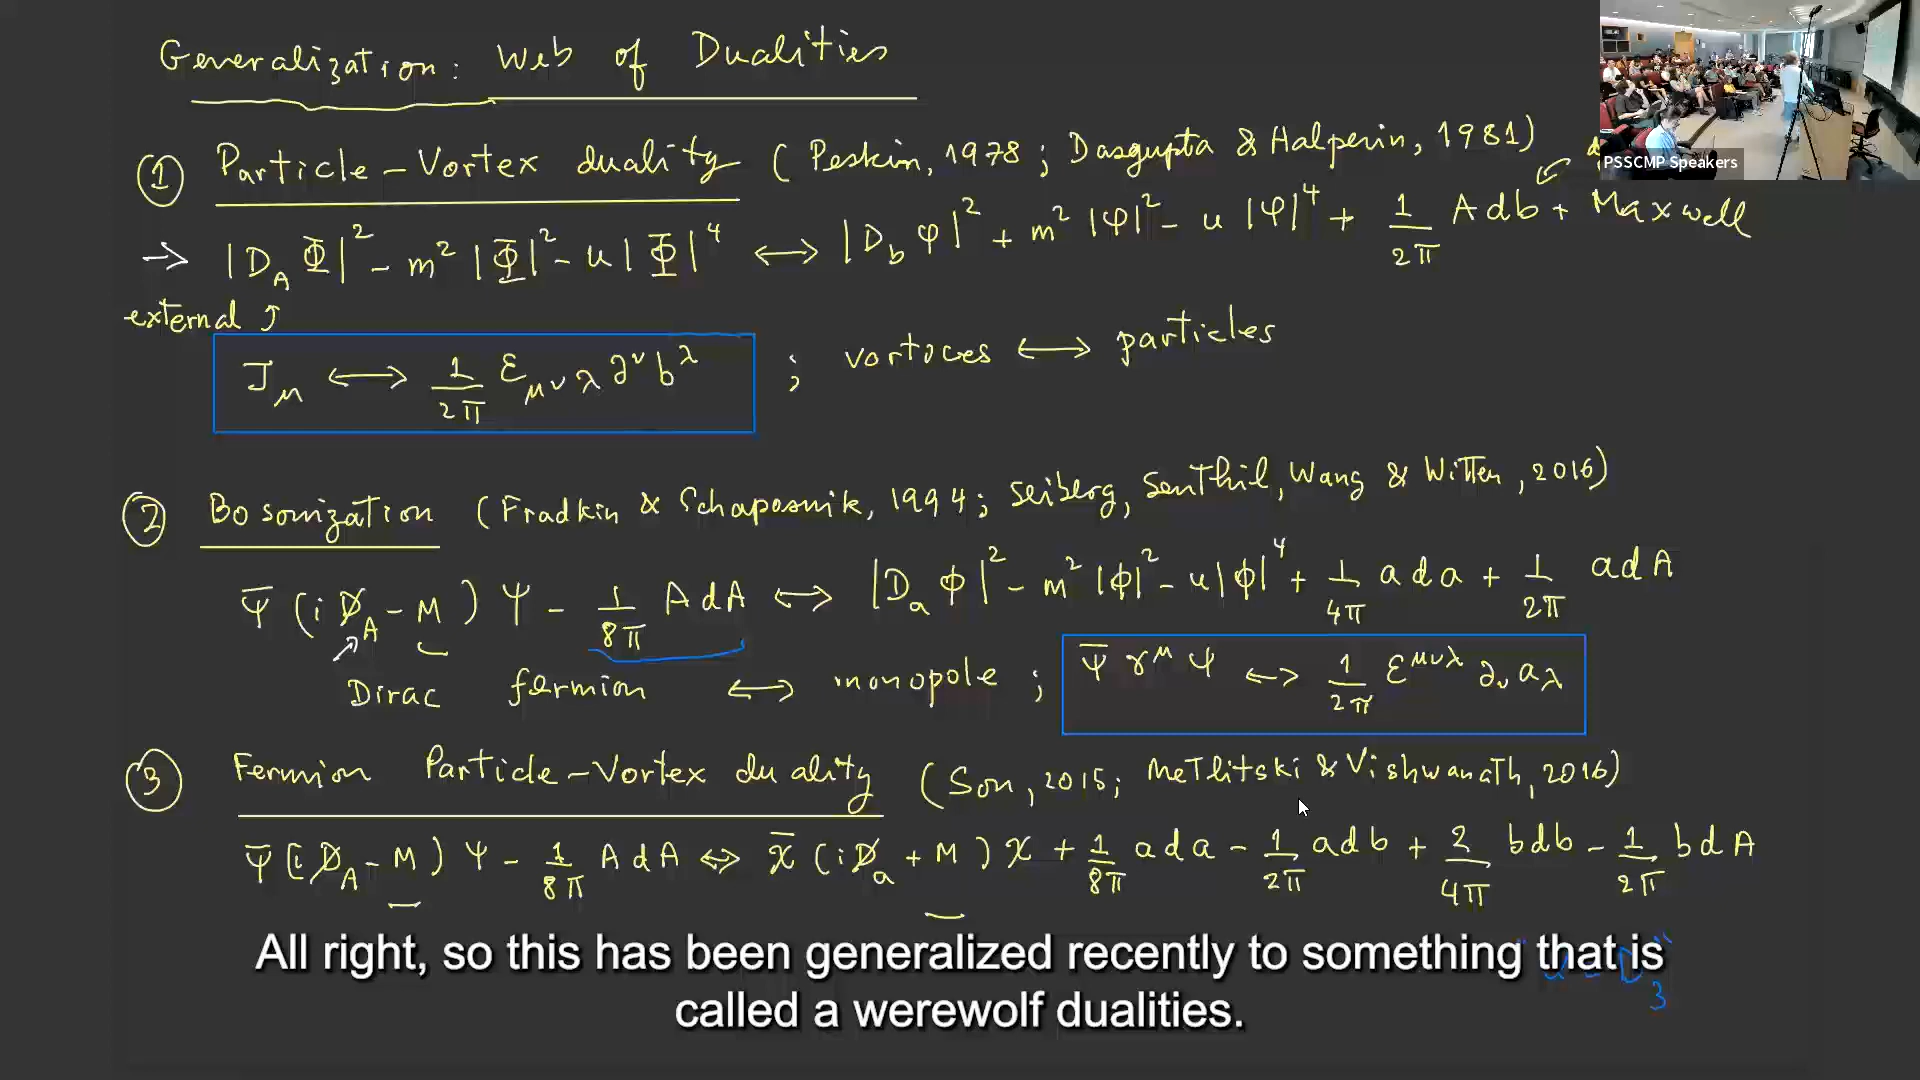 Generalization: Web of Dualities
① Particle-Vortex duality (Peskin, 1978; Dasgupta & Halperin, 1981)
PSSCMP Speakers
→ |D_A Φ|² - m² |Φ|² - u |Φ|⁴ ⟷ |D_b φ|² + m² |φ|² - u |φ|⁴ + 1/2π Adb + Maxwell
external ↑
J_μ ⟷ 1/2π ε_μνλ ∂^ν b^λ ; vortices ⟷ particles
② Bosonization (Fradkin & Schaposnik, 1994; Seiberg, Senthil, Wang & Witten, 2016)
Ψ̄ (i D̸_A - M) Ψ - 1/8π AdA ⟷ |D_a ϕ|² - m² |ϕ|² - u |ϕ|⁴ + 1/4π ada + 1/2π adA
Dirac fermion ⟷ monopole ; Ψ̄ γ^μ Ψ ⟷ 1/2π ε^μνλ ∂_ν a_λ
③ Fermion Particle-Vortex duality (Son, 2015; Metlitski & Vishwanath, 2016)
Ψ̄ [i D̸_A - M) Ψ - 1/8π AdA ⟷ χ̄ (i D̸_a + M) χ + 1/8π ada - 1/2π adb + 2/4π bdb - 1/2π bdA
All right, so this has been generalized recently to something that is
called a werewolf dualities.